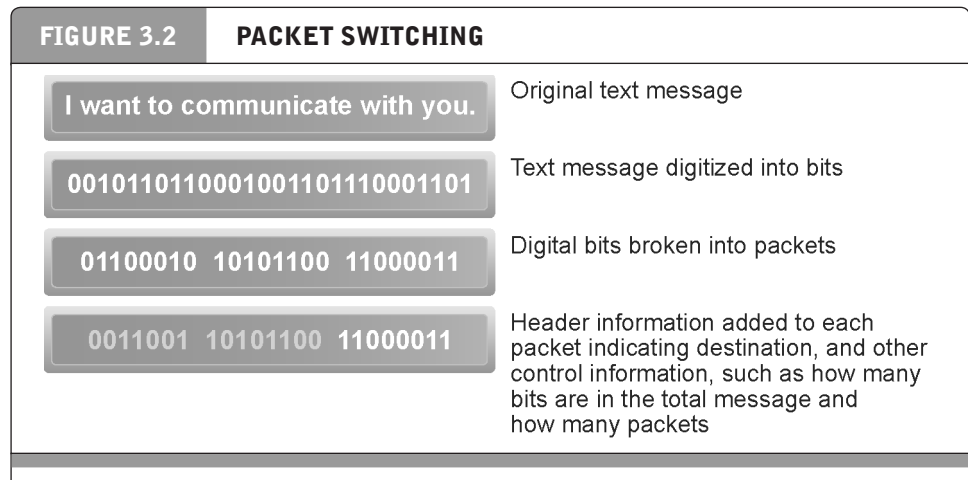 FIGURE 3.2 PACKET SWITCHING
I want to communicate with you. Original text message
001011011000100110111000​1101 Text message digitized into bits
01100010 10101100 11000011 Digital bits broken into packets
0011001 10101100 11000011 Header information added to each
packet indicating destination, and other
control information, such as how many
bits are in the total message and
how many packets